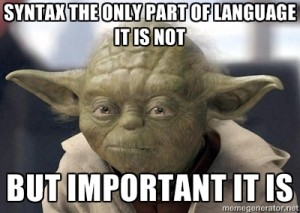 SYNTAX THE ONLY PART OF LANGUAGE
IT IS NOT
BUT IMPORTANT IT IS
memegenerator.net